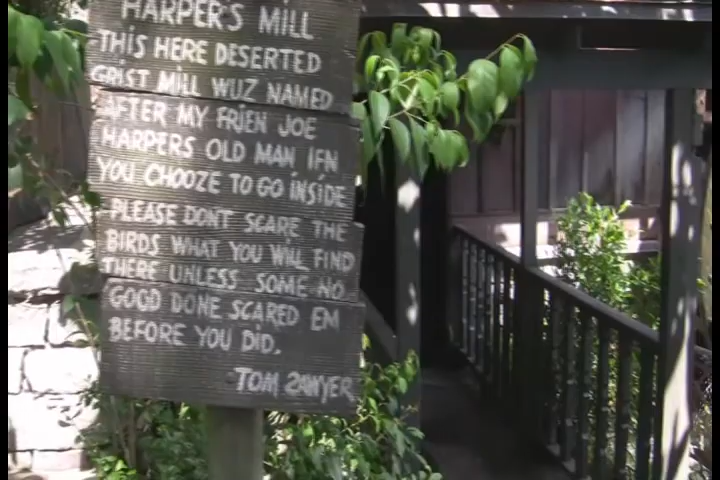 HARPER'S MILL
THIS HERE DESERTED
GRIST MILL WUZ NAMED
AFTER MY FRIEN JOE
HARPERS OLD MAN IFN
YOU CHOOZE TO GO INSIDE
PLEASE DONT SCARE THE
BIRDS WHAT YOU WILL FIND
THERE UNLESS SOME NO
GOOD DONE SCARED EM
BEFORE YOU DID.
TOM SAWYER